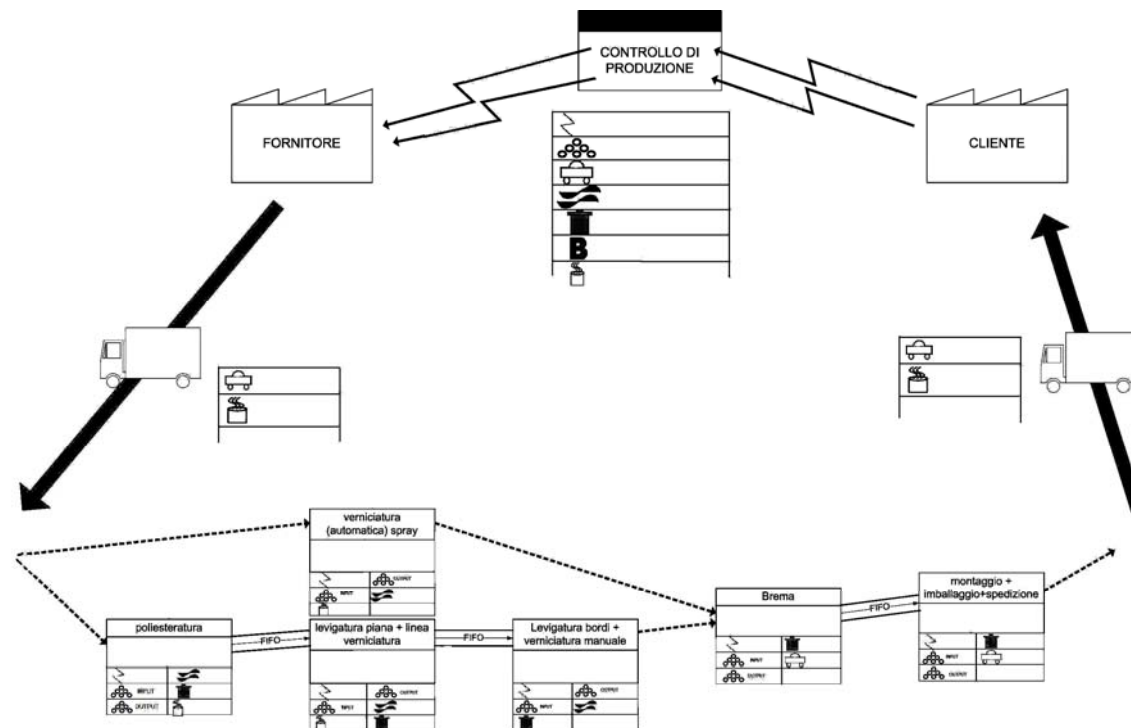 CONTROLLO DI
PRODUZIONE
FORNITORE
CLIENTE
B
verniciatura
(automatica) spray
OUTPUT
INPUT
poliesteratura
INPUT
OUTPUT
FIFO
levigatura piana + linea
verniciatura
OUTPUT
INPUT
FIFO
Levigatura bordi +
verniciatura manuale
OUTPUT
INPUT
Brema
INPUT
OUTPUT
FIFO
montaggio +
imballaggio+spedizione
INPUT
OUTPUT